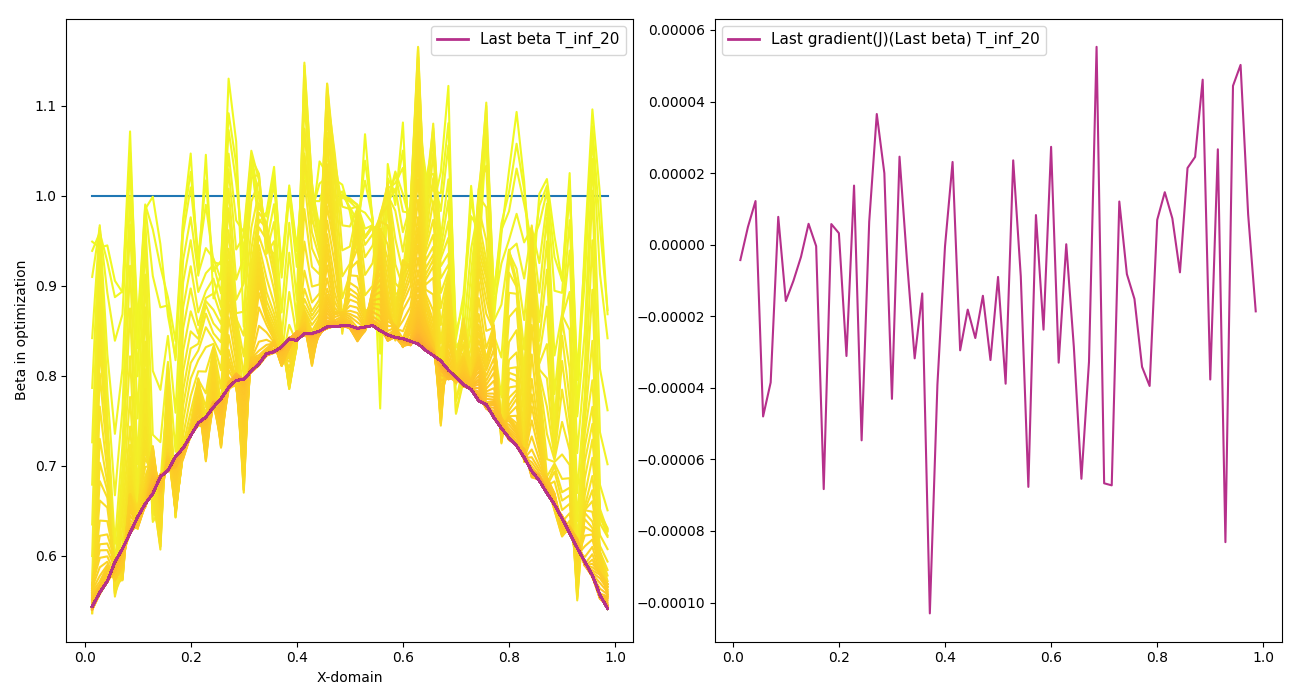 Last beta T_inf_20
Beta in optimization
1.1
1.0
0.9
0.8
0.7
0.6
0.0 0.2 0.4 0.6 0.8 1.0
X-domain
Last gradient(J)(Last beta) T_inf_20
0.00006
0.00004
0.00002
0.00000
−0.00002
−0.00004
−0.00006
−0.00008
−0.00010
0.0 0.2 0.4 0.6 0.8 1.0